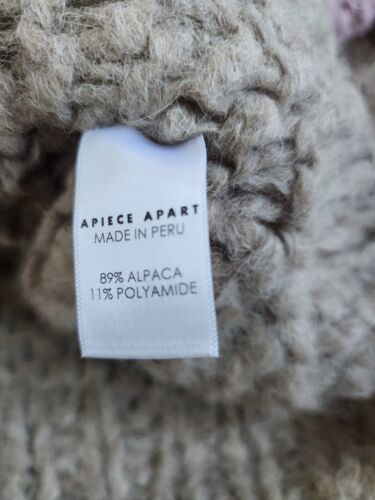 APIECE APART
MADE IN PERU
89% ALPACA
11% POLYAMIDE